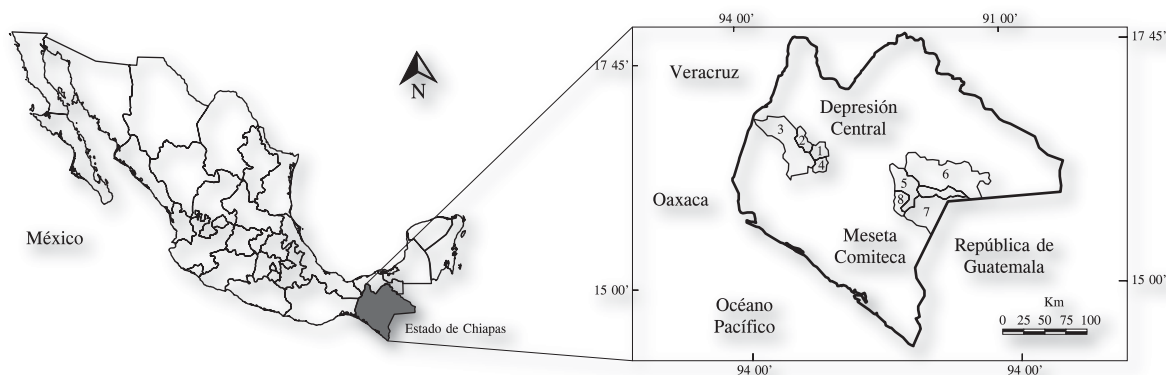 94 00’
91 00’
17 45’
17 45’
Veracruz
N
Depresión
Central
3
2
1
4
6
5
8
7
Oaxaca
México
Meseta
Comiteca
República de
Guatemala
15 00’
15 00’
Océano
Pacífico
Km
0 25 50 75 100
Estado de Chiapas
94 00’
94 00’